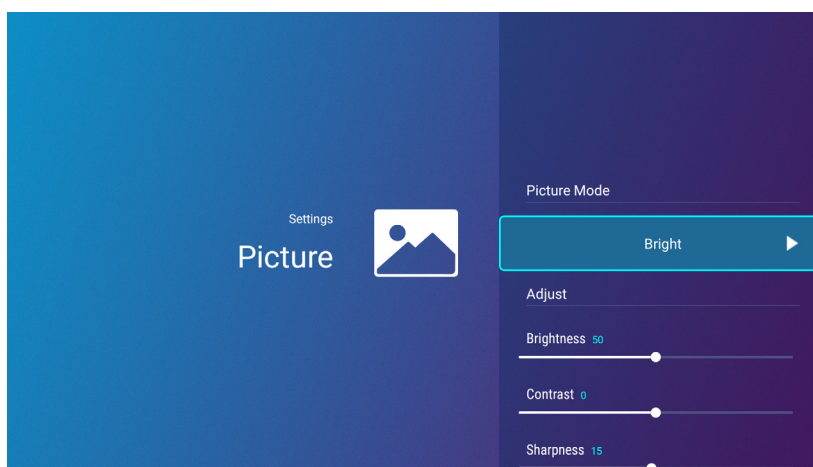 Settings
Picture
Picture Mode
Bright
Adjust
Brightness 50
Contrast 0
Sharpness 15